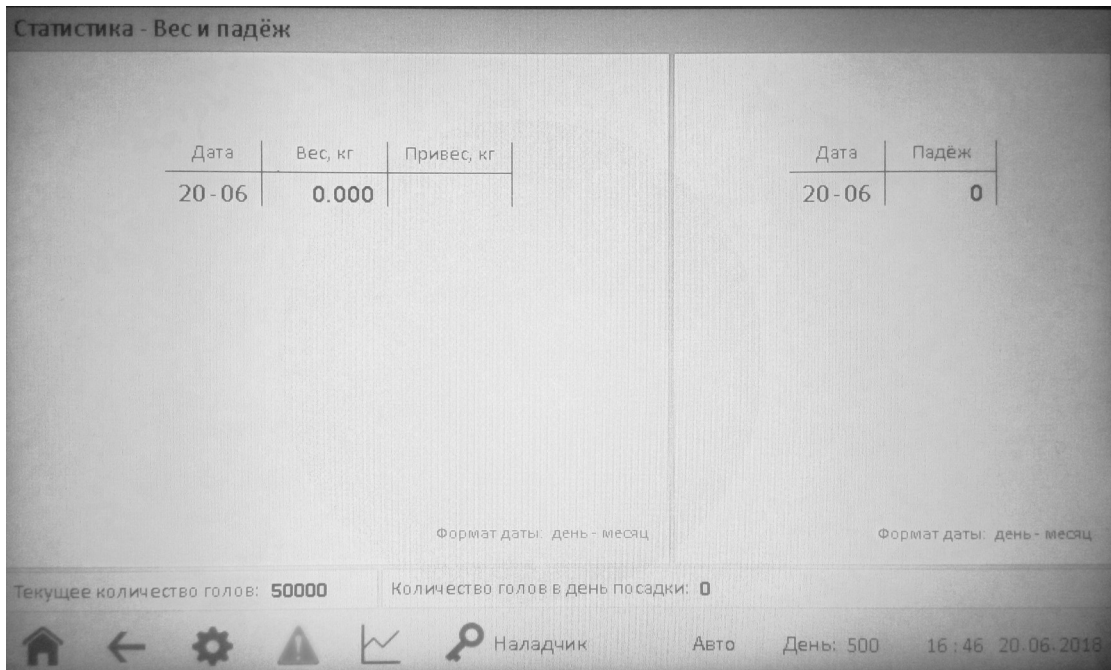 Статистика - Вес и падёж
Дата Вес, кг Привес, кг
20-06 0.000
Дата Падёж
20-06 0
Формат даты: день - месяц
Формат даты: день - месяц
Текущее количество голов: 50000 Количество голов в день посадки: 0
Наладчик Авто День: 500 16:46 20.06.2018